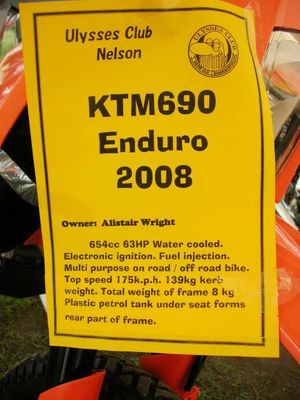 Ulysses Club
Nelson
ULYSSES CLUB
KTM690
Enduro
2008
Owner: Alistair Wright
654cc 63HP Water cooled.
Electronic ignition. Fuel injection.
Multi purpose on road / off road bike.
Top speed 175k.p.h. 139kg kerb
weight. Total weight of frame 8 kg
Plastic petrol tank under seat forms
rear part of frame.